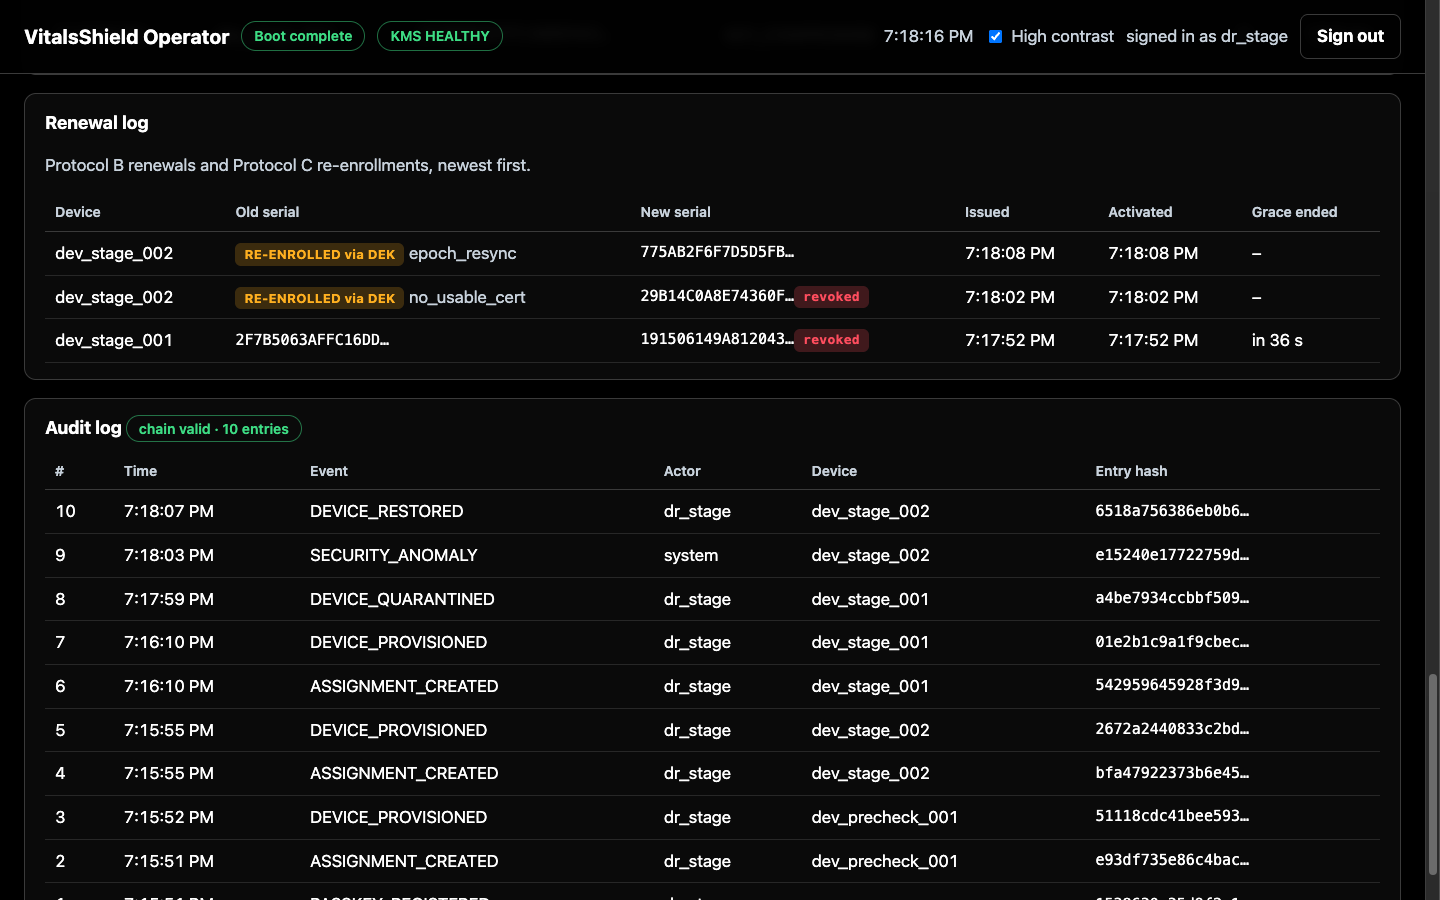 VitalsShield Operator Boot complete KMS HEALTHY 7:18:16 PM High contrast signed in as dr_stage Sign out
Renewal log
Protocol B renewals and Protocol C re-enrollments, newest first.
Device Old serial New serial Issued Activated Grace ended
dev_stage_002 RE-ENROLLED via DEK epoch_resync 775AB2F6F7D5D5FB… 7:18:08 PM 7:18:08 PM –
dev_stage_002 RE-ENROLLED via DEK no_usable_cert 29B14C0A8E74360F… revoked 7:18:02 PM 7:18:02 PM –
dev_stage_001 2F7B5063AFFC16DD… 191506149A812043… revoked 7:17:52 PM 7:17:52 PM in 36 s
Audit log chain valid · 10 entries
# Time Event Actor Device Entry hash
10 7:18:07 PM DEVICE_RESTORED dr_stage dev_stage_002 6518a756386eb0b6…
9 7:18:03 PM SECURITY_ANOMALY system dev_stage_002 e15240e17722759d…
8 7:17:59 PM DEVICE_QUARANTINED dr_stage dev_stage_001 a4be7934ccbbf509…
7 7:16:10 PM DEVICE_PROVISIONED dr_stage dev_stage_001 01e2b1c9a1f9cbec…
6 7:16:10 PM ASSIGNMENT_CREATED dr_stage dev_stage_001 542959645928f3d9…
5 7:15:55 PM DEVICE_PROVISIONED dr_stage dev_stage_002 2672a2440833c2bd…
4 7:15:55 PM ASSIGNMENT_CREATED dr_stage dev_stage_002 bfa47922373b6e45…
3 7:15:52 PM DEVICE_PROVISIONED dr_stage dev_precheck_001 51118cdc41bee593…
2 7:15:51 PM ASSIGNMENT_CREATED dr_stage dev_precheck_001 e93df735e86c4bac…